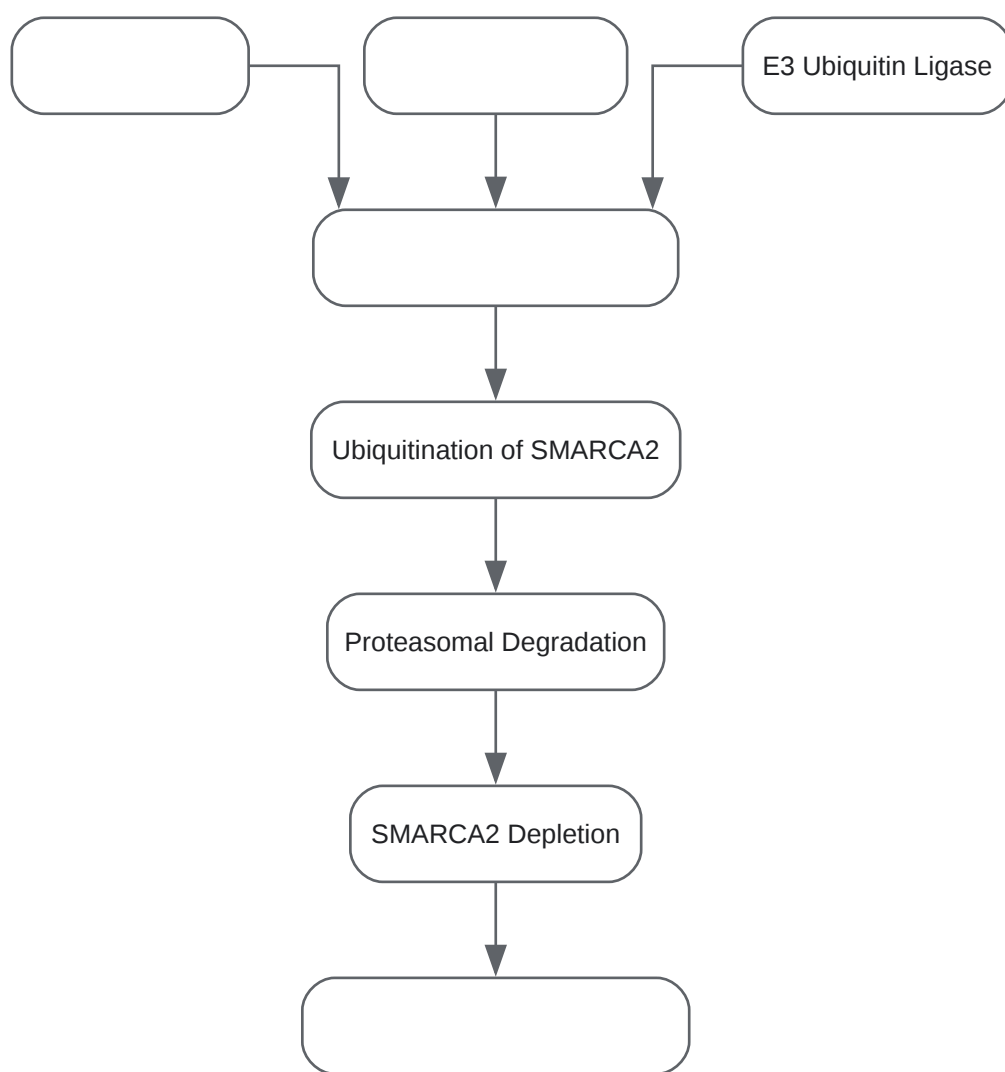 E3 Ubiquitin Ligase
Ubiquitination of SMARCA2
Proteasomal Degradation
SMARCA2 Depletion